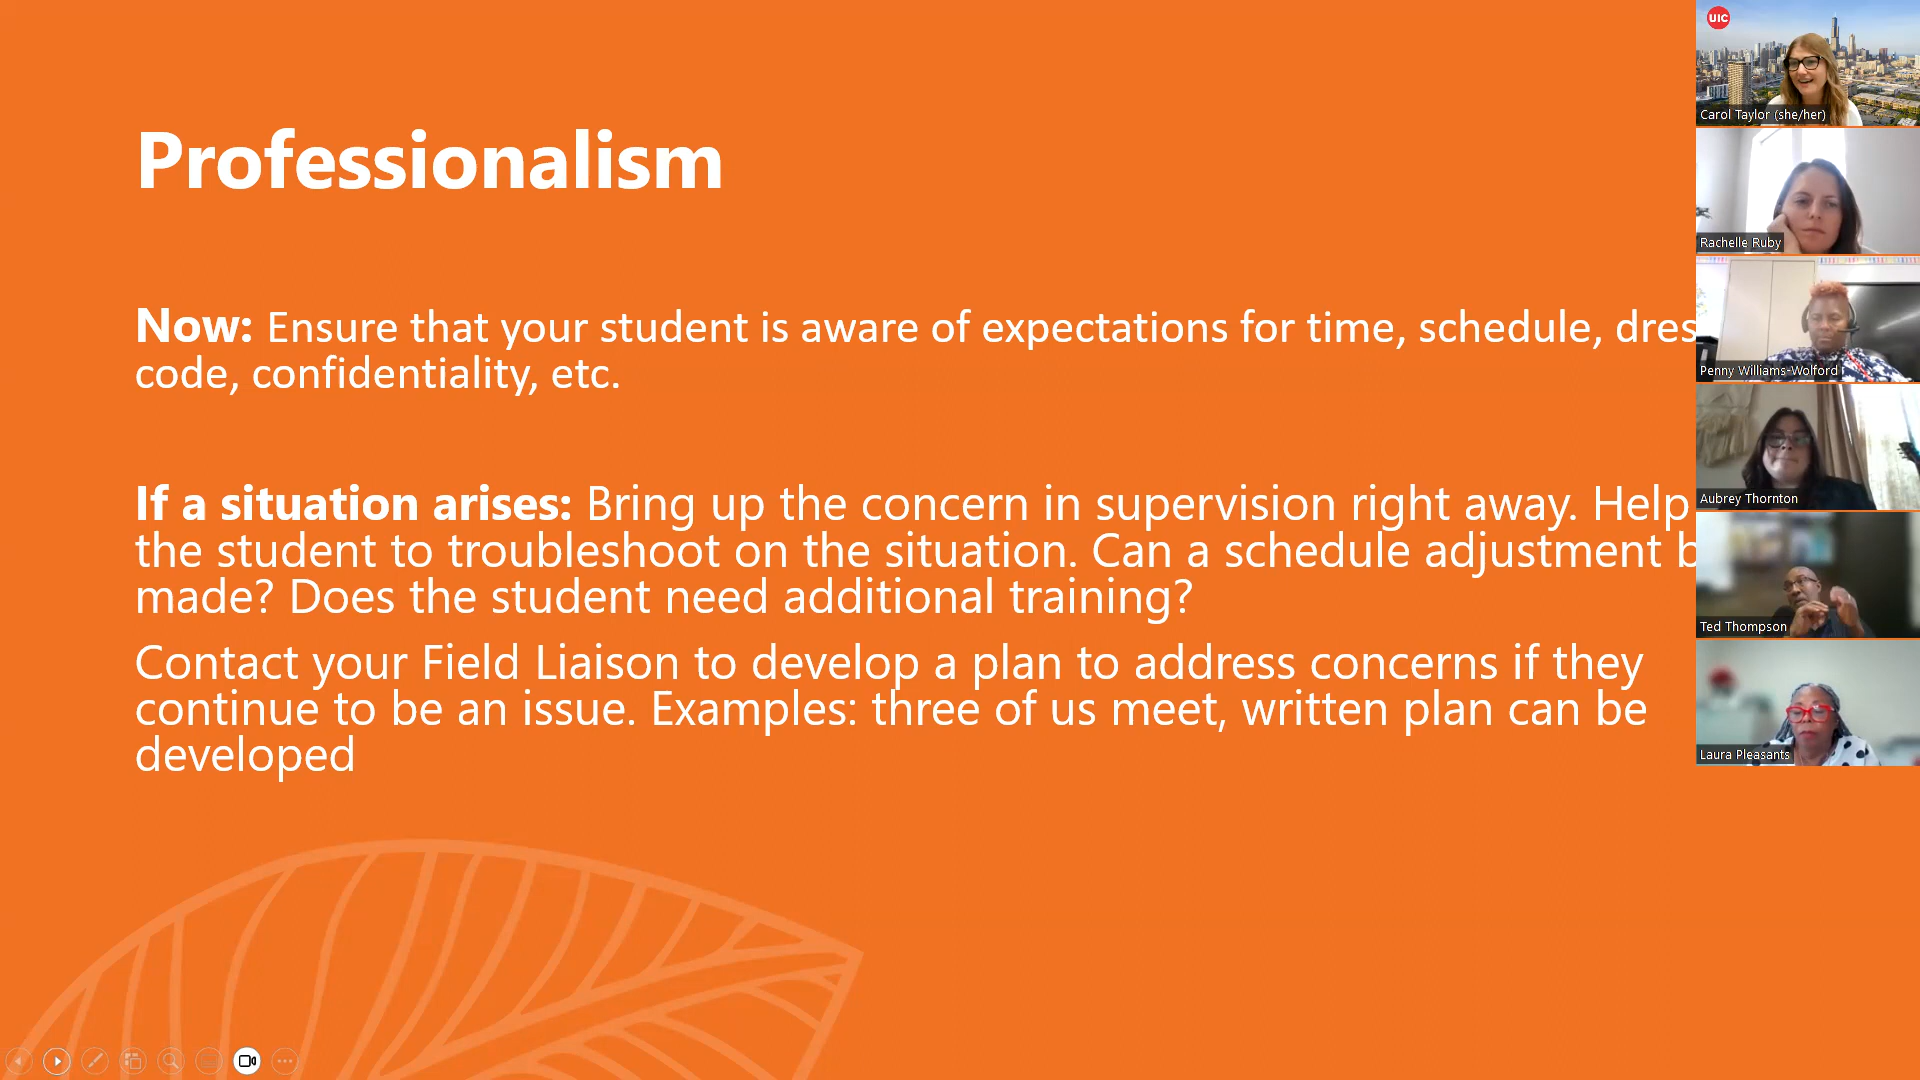 Professionalism
Now: Ensure that your student is aware of expectations for time, schedule, dres
code, confidentiality, etc.
If a situation arises: Bring up the concern in supervision right away. Help
the student to troubleshoot on the situation. Can a schedule adjustment b
made? Does the student need additional training?
Contact your Field Liaison to develop a plan to address concerns if they
continue to be an issue. Examples: three of us meet, written plan can be
developed
UIC
Carol Taylor (she/her)
Rachelle Ruby
Penny Williams-Wolford
Aubrey Thornton
Ted Thompson
Laura Pleasants